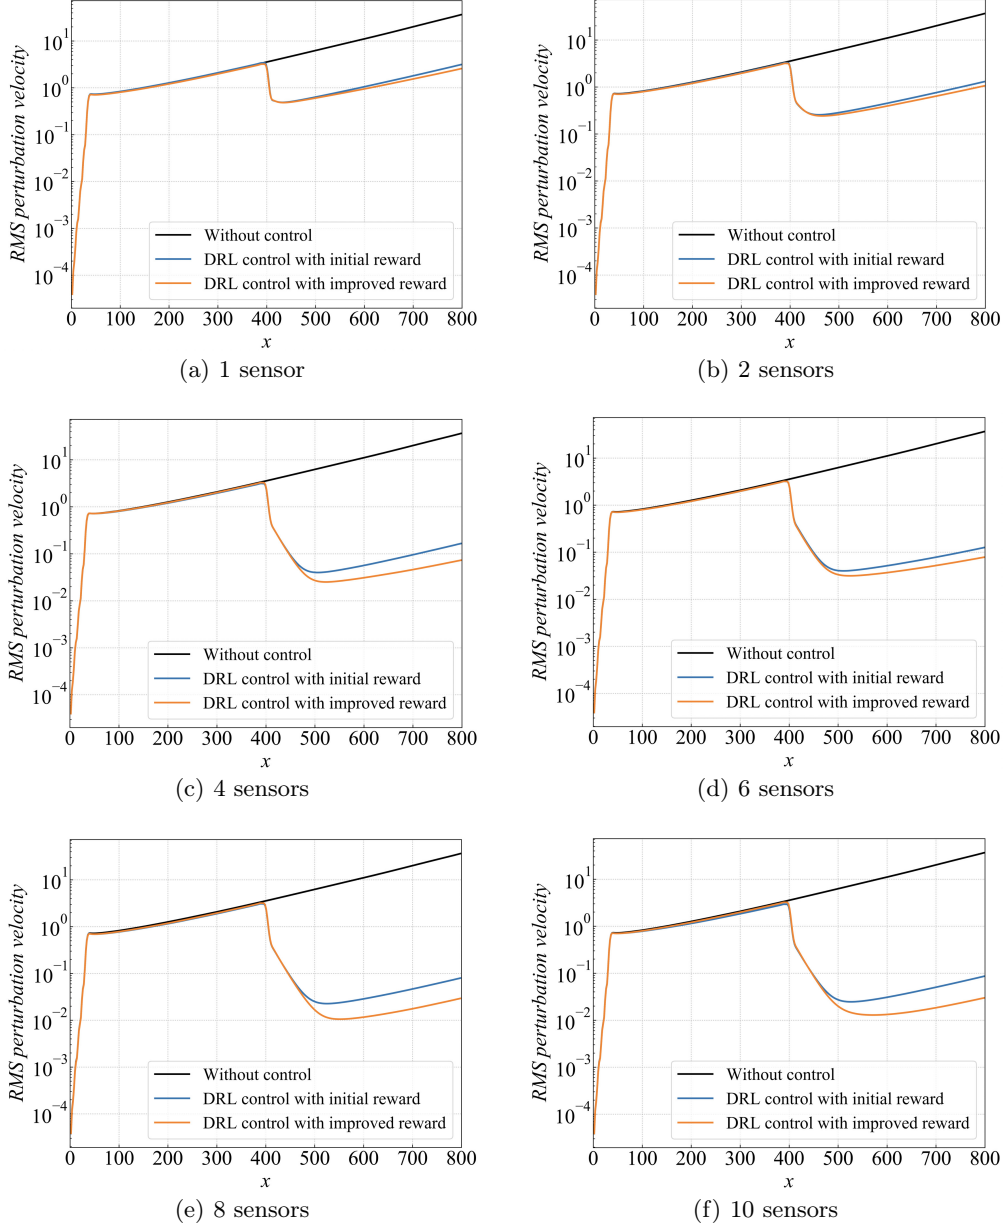 RMS perturbation velocity
10^1
10^0
10^−1
10^−2
10^−3
10^−4
Without control
DRL control with initial reward
DRL control with improved reward
0 100 200 300 400 500 600 700 800
x
(a) 1 sensor
RMS perturbation velocity
10^1
10^0
10^−1
10^−2
10^−3
10^−4
Without control
DRL control with initial reward
DRL control with improved reward
0 100 200 300 400 500 600 700 800
x
(b) 2 sensors
RMS perturbation velocity
10^1
10^0
10^−1
10^−2
10^−3
10^−4
Without control
DRL control with initial reward
DRL control with improved reward
0 100 200 300 400 500 600 700 800
x
(c) 4 sensors
RMS perturbation velocity
10^1
10^0
10^−1
10^−2
10^−3
10^−4
Without control
DRL control with initial reward
DRL control with improved reward
0 100 200 300 400 500 600 700 800
x
(d) 6 sensors
RMS perturbation velocity
10^1
10^0
10^−1
10^−2
10^−3
10^−4
Without control
DRL control with initial reward
DRL control with improved reward
0 100 200 300 400 500 600 700 800
x
(e) 8 sensors
RMS perturbation velocity
10^1
10^0
10^−1
10^−2
10^−3
10^−4
Without control
DRL control with initial reward
DRL control with improved reward
0 100 200 300 400 500 600 700 800
x
(f) 10 sensors